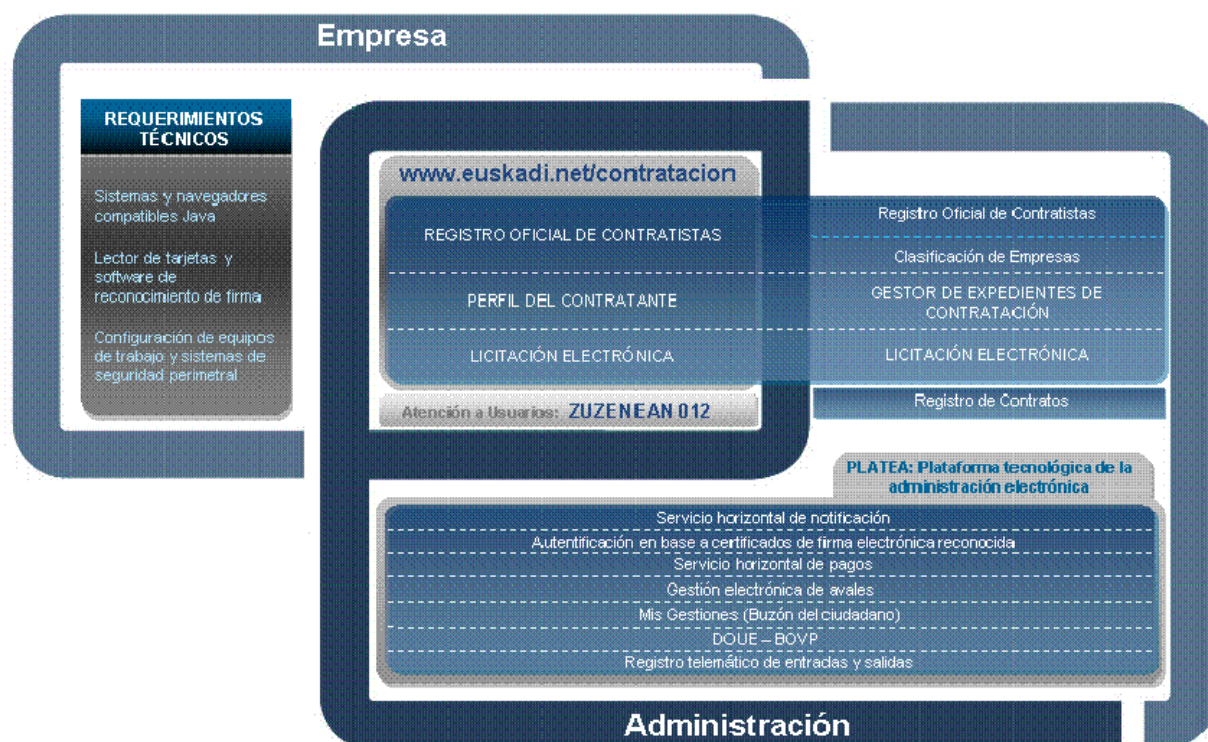 Empresa
REQUERIMIENTOS
TÉCNICOS
Sistemas y navegadores
compatibles Java
Lector de tarjetas y
software de
reconocimiento de firma
Configuración de equipos
de trabajo y sistemas de
seguridad perimetral
www.euskadi.net/contratacion
REGISTRO OFICIAL DE CONTRATISTAS
PERFIL DEL CONTRATANTE
LICITACIÓN ELECTRÓNICA
Atención a Usuarios: ZUZENEAN 012
Registro Oficial de Contratistas
Clasificación de Empresas
GESTOR DE EXPEDIENTES DE
CONTRATACIÓN
LICITACIÓN ELECTRÓNICA
Registro de Contratos
PLATEA: Plataforma tecnológica de la
administración electrónica
Servicio horizontal de notificación
Autentificación en base a certificados de firma electrónica reconocida
Servicio horizontal de pagos
Gestión electrónica de avales
Mis Gestiones (Buzón del ciudadano)
DOUE – BOVP
Registro telemático de entradas y salidas
Administración